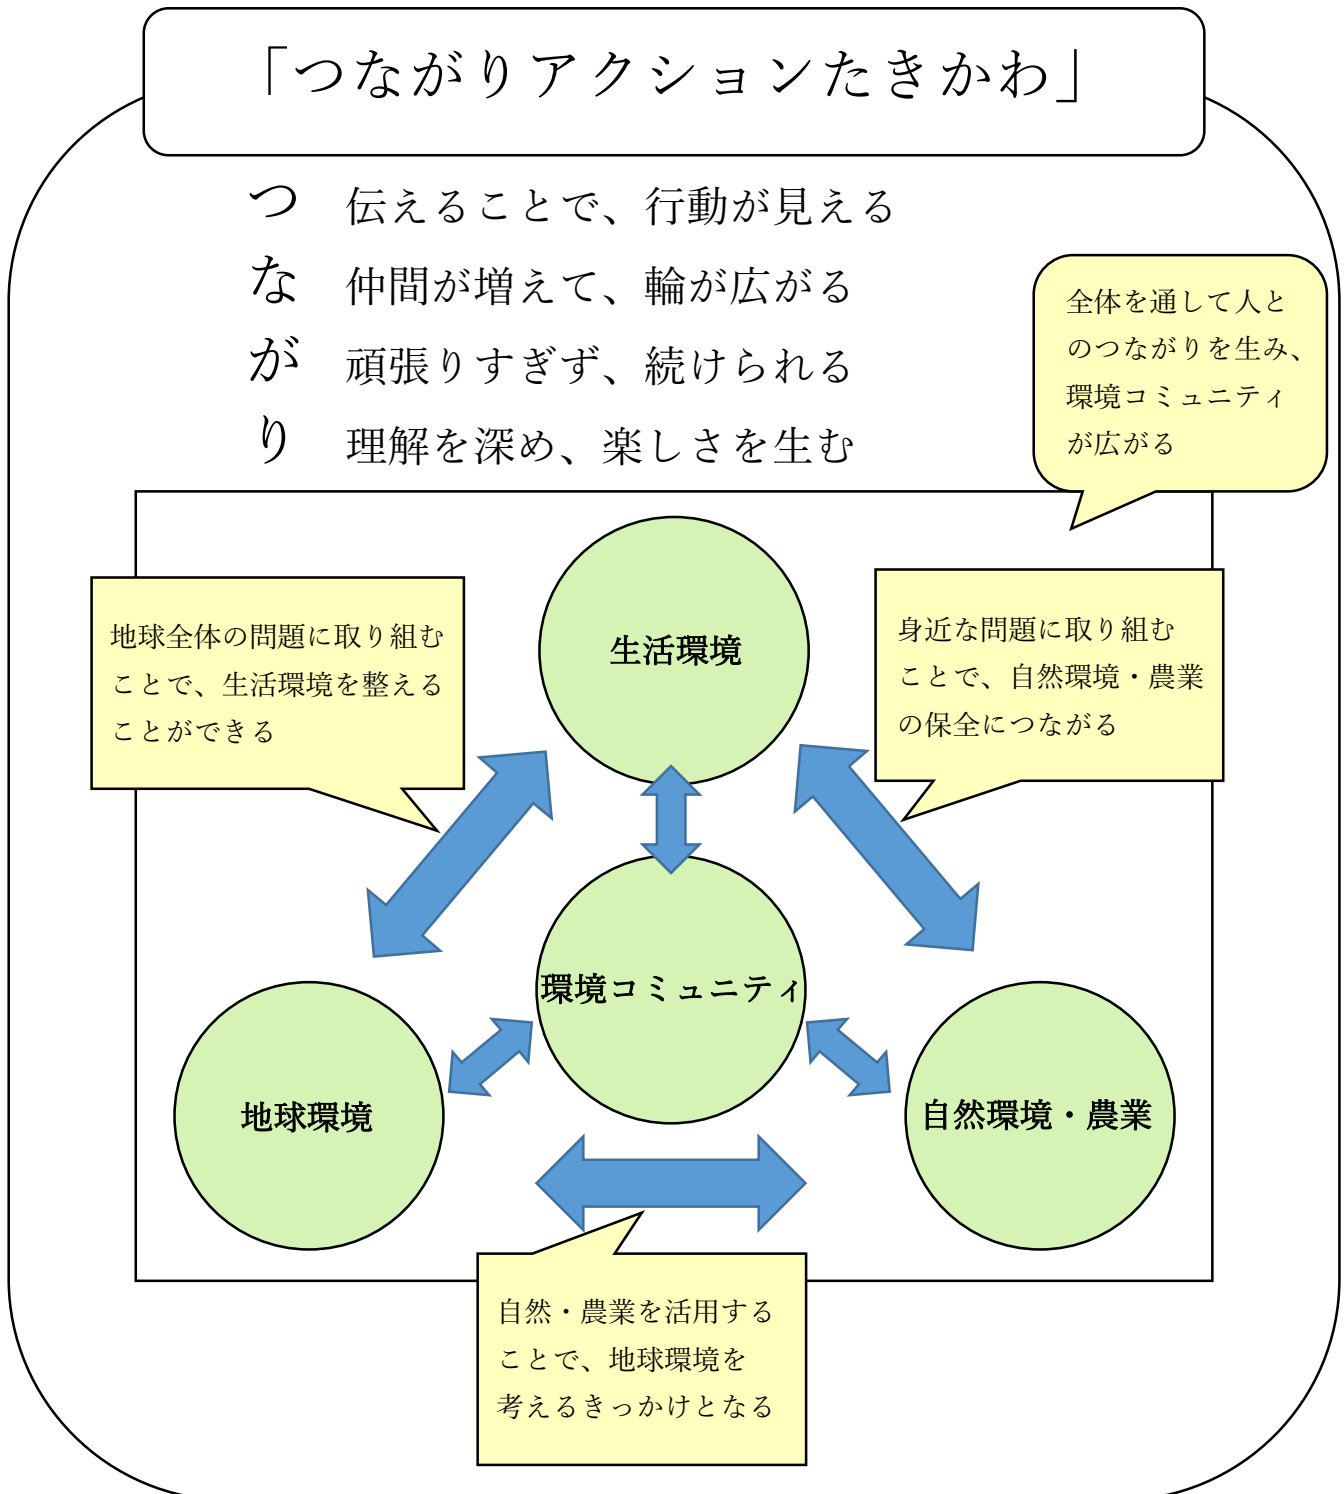 「つながりアクションたきかわ」
つ 伝えることで、行動が見える
な 仲間が増えて、輪が広がる
が 頑張りすぎず、続けられる
り 理解を深め、楽しさを生む
全体を通して人と
のつながりを生み、
環境コミュニティ
が広がる
地球全体の問題に取り組む
ことで、生活環境を整える
ことができる
生活環境
身近な問題に取り組む
ことで、自然環境・農業
の保全につながる
環境コミュニティ
地球環境
自然環境・農業
自然・農業を活用する
ことで、地球環境を
考えるきっかけとなる